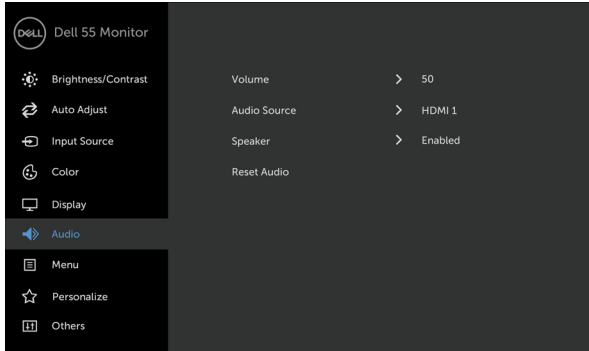 DELL Dell 55 Monitor
Brightness/Contrast
Auto Adjust
Input Source
Color
Display
Audio
Menu
Personalize
Others
Volume 50
Audio Source HDMI 1
Speaker Enabled
Reset Audio